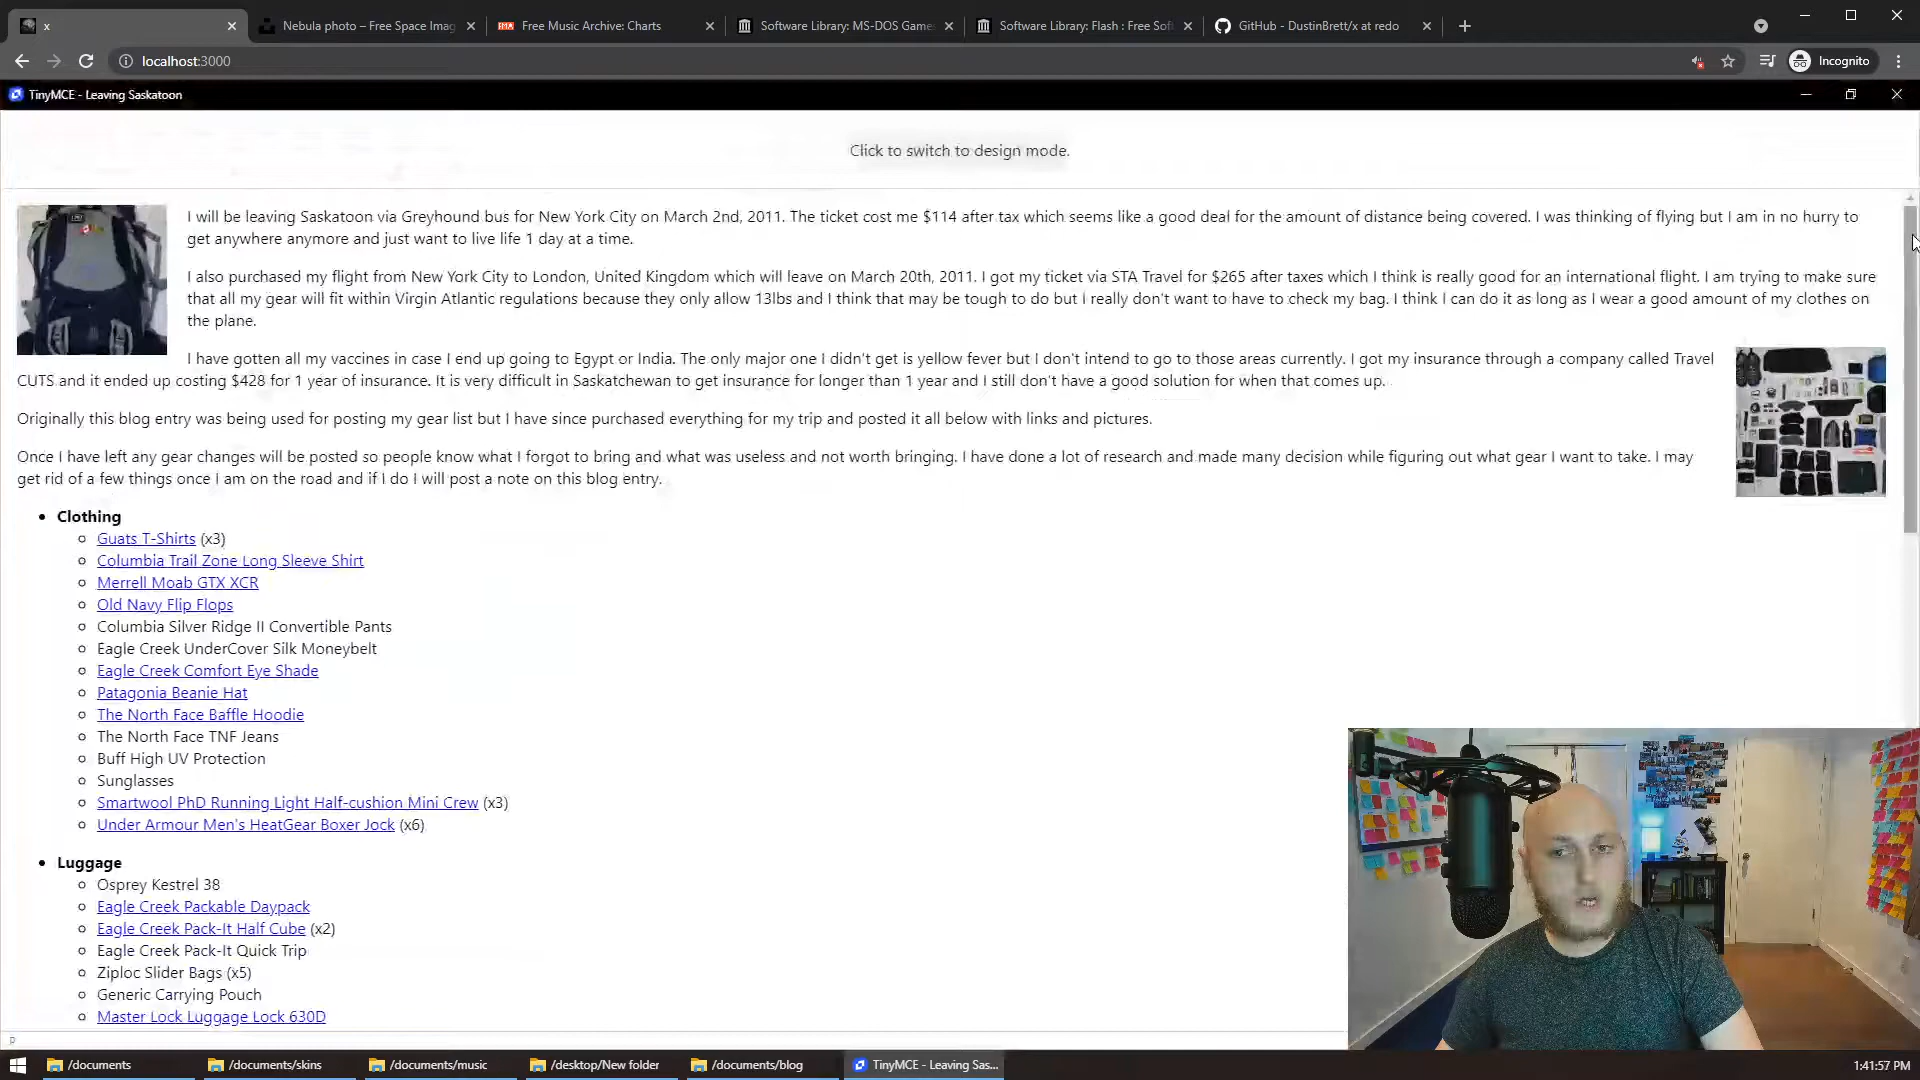 x
Nebula photo – Free Space Imag
FMA
Free Music Archive: Charts
Software Library: MS-DOS Games
Software Library: Flash : Free Soft
GitHub - DustinBrett/x at redo
localhost:3000
Incognito
TinyMCE - Leaving Saskatoon
Click to switch to design mode.
I will be leaving Saskatoon via Greyhound bus for New York City on March 2nd, 2011. The ticket cost me $114 after tax which seems like a good deal for the amount of distance being covered. I was thinking of flying but I am in no hurry to
get anywhere anymore and just want to live life 1 day at a time.
I also purchased my flight from New York City to London, United Kingdom which will leave on March 20th, 2011. I got my ticket via STA Travel for $265 after taxes which I think is really good for an international flight. I am trying to make sure
that all my gear will fit within Virgin Atlantic regulations because they only allow 13lbs and I think that may be tough to do but I really don't want to have to check my bag. I think I can do it as long as I wear a good amount of my clothes on
the plane.
I have gotten all my vaccines in case I end up going to Egypt or India. The only major one I didn't get is yellow fever but I don't intend to go to those areas currently. I got my insurance through a company called Travel
CUTS and it ended up costing $428 for 1 year of insurance. It is very difficult in Saskatchewan to get insurance for longer than 1 year and I still don't have a good solution for when that comes up.
Originally this blog entry was being used for posting my gear list but I have since purchased everything for my trip and posted it all below with links and pictures.
Once I have left any gear changes will be posted so people know what I forgot to bring and what was useless and not worth bringing. I have done a lot of research and made many decision while figuring out what gear I want to take. I may
get rid of a few things once I am on the road and if I do I will post a note on this blog entry.
Clothing
Guats T-Shirts (x3)
Columbia Trail Zone Long Sleeve Shirt
Merrell Moab GTX XCR
Old Navy Flip Flops
Columbia Silver Ridge II Convertible Pants
Eagle Creek UnderCover Silk Moneybelt
Eagle Creek Comfort Eye Shade
Patagonia Beanie Hat
The North Face Baffle Hoodie
The North Face TNF Jeans
Buff High UV Protection
Sunglasses
Smartwool PhD Running Light Half-cushion Mini Crew (x3)
Under Armour Men's HeatGear Boxer Jock (x6)
Luggage
Osprey Kestrel 38
Eagle Creek Packable Daypack
Eagle Creek Pack-It Half Cube (x2)
Eagle Creek Pack-It Quick Trip
Ziploc Slider Bags (x5)
Generic Carrying Pouch
Master Lock Luggage Lock 630D
p
/documents
/documents/skins
/documents/music
/desktop/New folder
/documents/blog
TinyMCE - Leaving Sas...
1:41:57 PM